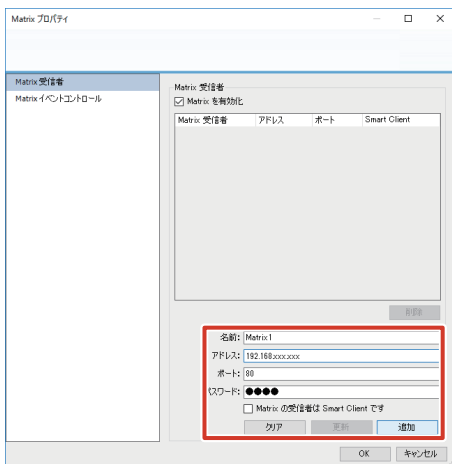 Matrix プロパティ
Matrix 受信者
Matrix イベントコントロール
Matrix 受信者
Matrix を有効化
Matrix 受信者 アドレス ポート Smart Client
削除
名前: Matrix1
アドレス: 192.168.xxx.xxx
ポート: 80
パスワード: ●●●●
Matrix の受信者は Smart Client です
クリア 更新 追加
OK キャンセル